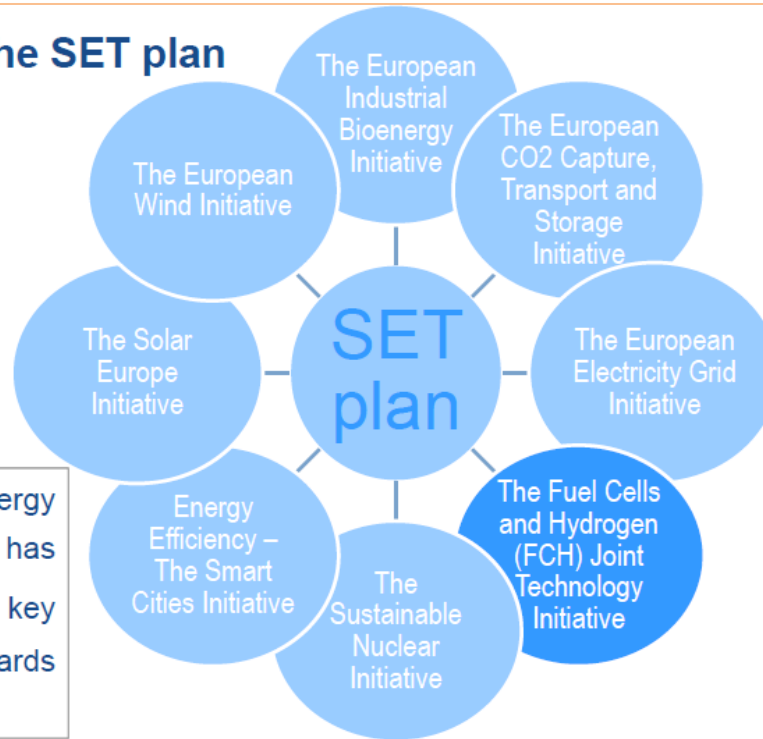 he SET plan
The European
Industrial
Bioenergy
Initiative
The European
CO2 Capture,
Transport and
Storage
Initiative
The European
Electricity Grid
Initiative
The Fuel Cells
and Hydrogen
(FCH) Joint
Technology
Initiative
The
Sustainable
Nuclear
Initiative
Energy
Efficiency –
The Smart
Cities Initiative
The Solar
Europe
Initiative
The European
Wind Initiative
SET
plan
ergy
has
key
ards